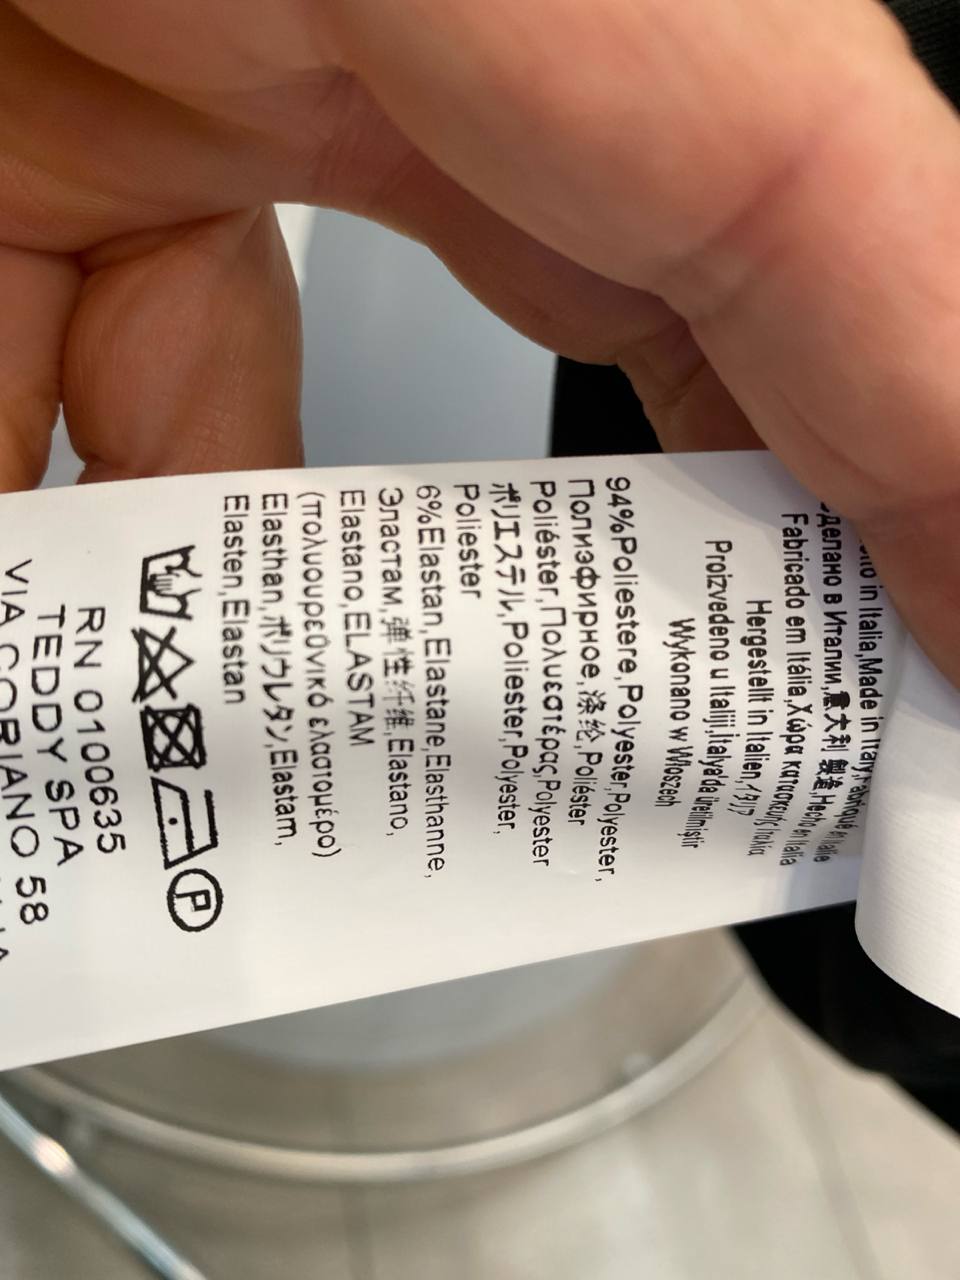 in Italia,Made in Italy,Fabriqué en Italie
делано в Италии,意大利 製造,Hecho en Italia
Fabricado em Itália,Χώρα κατασκευής Ιταλία
Hergestellt in Italien,イタリア
Proizvedeno u Italiji,İtalya'da üretilmiştir
Wykonano w Włoszech
94%Poliestere,Polyester,Polyester,
Полиэфирное,涤纶,Poliéster
Poliéster,Πολυεστέρας,Polyester
ポリエステル,Poliester,Polyester,
Poliester
6%Elastan,Elastane,Elasthanne,
Эластам,弹性纤维,Elastano,
Elastano,ELASTAM
(πολυουρεθνικό ελαστομέρο)
Elasthan,ポリウレタン,Elastam,
Elasten,Elastan
P
RN 0100635
TEDDY SPA
VIA CORIANO 58